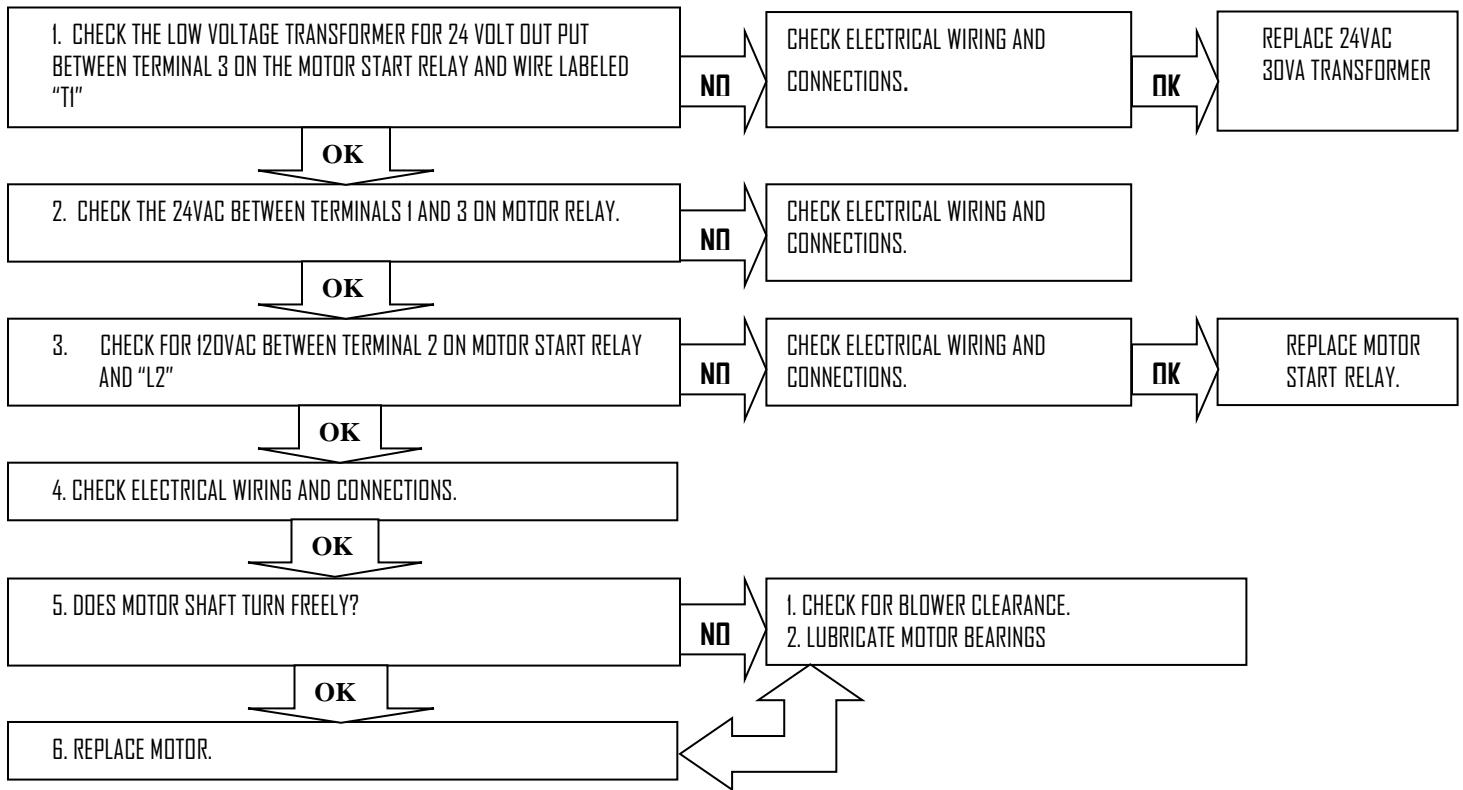 1. CHECK THE LOW VOLTAGE TRANSFORMER FOR 24 VOLT OUT PUT
BETWEEN TERMINAL 3 ON THE MOTOR START RELAY AND WIRE LABELED
“T1”
NO
CHECK ELECTRICAL WIRING AND
CONNECTIONS.
OK
REPLACE 24VAC
30VA TRANSFORMER
OK
2. CHECK THE 24VAC BETWEEN TERMINALS 1 AND 3 ON MOTOR RELAY.
NO
CHECK ELECTRICAL WIRING AND
CONNECTIONS.
OK
3. CHECK FOR 120VAC BETWEEN TERMINAL 2 ON MOTOR START RELAY
AND “L2”
NO
CHECK ELECTRICAL WIRING AND
CONNECTIONS.
OK
REPLACE MOTOR
START RELAY.
OK
4. CHECK ELECTRICAL WIRING AND CONNECTIONS.
OK
5. DOES MOTOR SHAFT TURN FREELY?
NO
1. CHECK FOR BLOWER CLEARANCE.
2. LUBRICATE MOTOR BEARINGS
OK
6. REPLACE MOTOR.